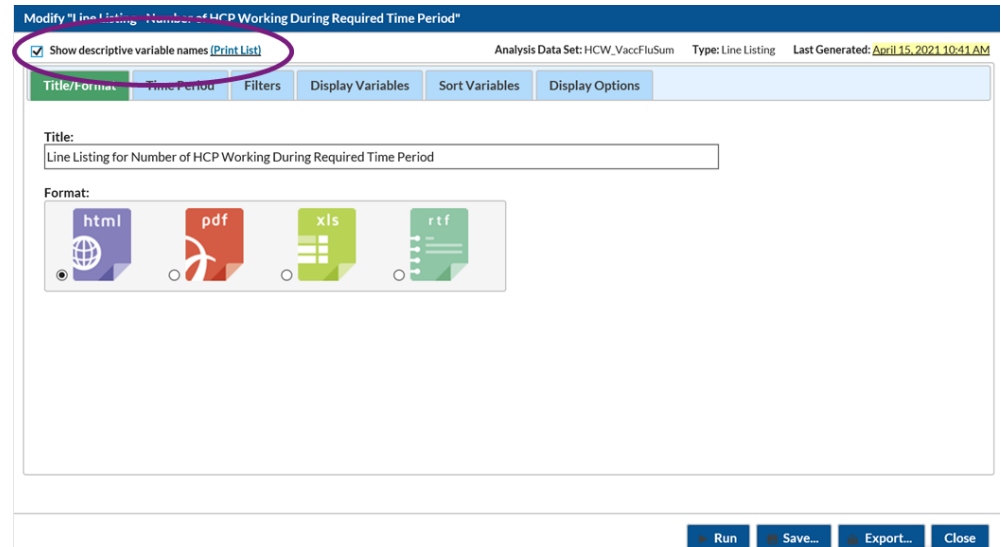 Modify "Line Listing - Number of HCP Working During Required Time Period"
Show descriptive variable names (Print List) Analysis Data Set: HCW_VaccFluSum Type: Line Listing Last Generated: April 15, 2021 10:41 AM
Title/Format Time Period Filters Display Variables Sort Variables Display Options
Title:
Line Listing for Number of HCP Working During Required Time Period
Format:
html pdf xls rtf
Run Save... Export... Close